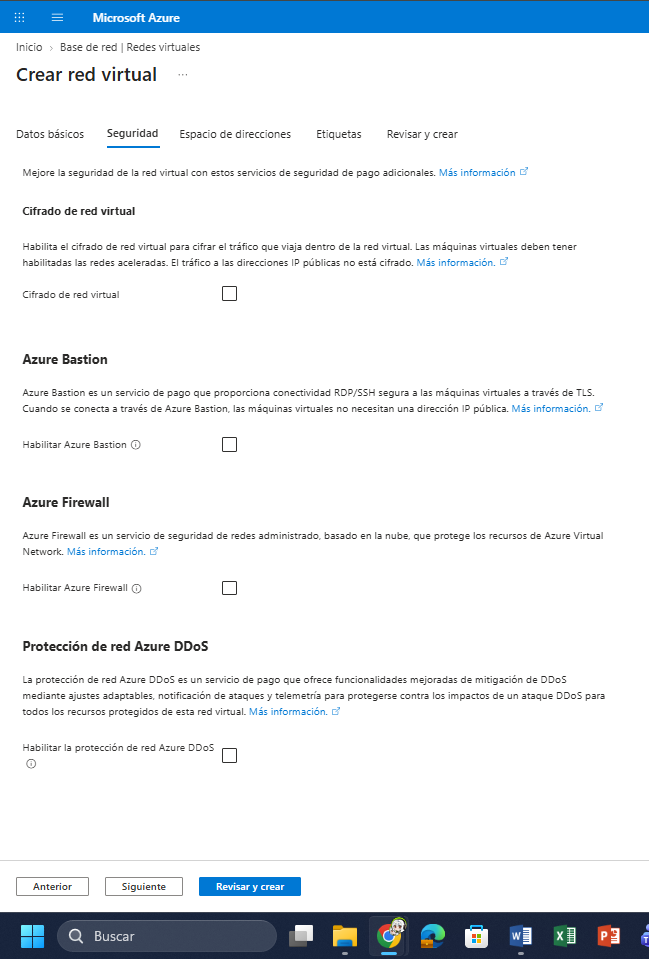 Microsoft Azure
Inicio > Base de red | Redes virtuales
Crear red virtual ...
Datos básicos Seguridad Espacio de direcciones Etiquetas Revisar y crear
Mejore la seguridad de la red virtual con estos servicios de seguridad de pago adicionales. Más información
Cifrado de red virtual
Habilita el cifrado de red virtual para cifrar el tráfico que viaja dentro de la red virtual. Las máquinas virtuales deben tener
habilitadas las redes aceleradas. El tráfico a las direcciones IP públicas no está cifrado. Más información.
Cifrado de red virtual
Azure Bastion
Azure Bastion es un servicio de pago que proporciona conectividad RDP/SSH segura a las máquinas virtuales a través de TLS.
Cuando se conecta a través de Azure Bastion, las máquinas virtuales no necesitan una dirección IP pública. Más información.
Habilitar Azure Bastion
Azure Firewall
Azure Firewall es un servicio de seguridad de redes administrado, basado en la nube, que protege los recursos de Azure Virtual
Network. Más información.
Habilitar Azure Firewall
Protección de red Azure DDoS
La protección de red Azure DDoS es un servicio de pago que ofrece funcionalidades mejoradas de mitigación de DDoS
mediante ajustes adaptables, notificación de ataques y telemetría para protegerse contra los impactos de un ataque DDoS para
todos los recursos protegidos de esta red virtual. Más información.
Habilitar la protección de red Azure DDoS
Anterior Siguiente Revisar y crear
Buscar